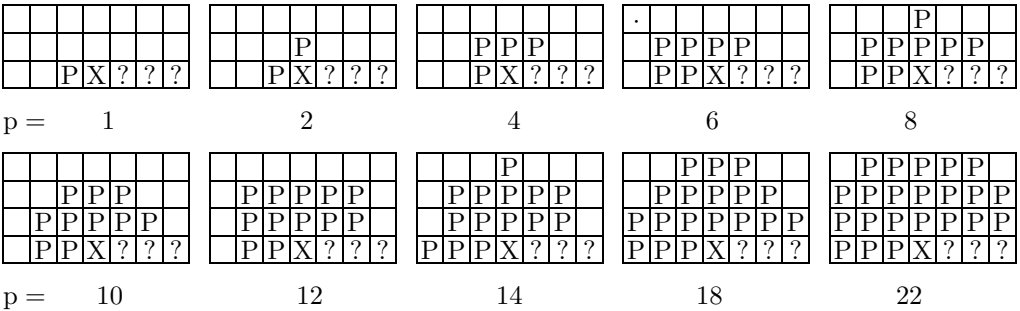 . P
P P P P P P P P P P P P P
P X ? ? ? P X ? ? ? P X ? ? ? P P X ? ? ? P P X ? ? ?
p = 1 2 4 6 8
P P P P P P P P P
P P P P P P P P P P P P P P P P P P P P P P P P P
P P P P P P P P P P P P P P P P P P P P P P P P P P P P P
P P X ? ? ? P P X ? ? ? P P P X ? ? ? P P P X ? ? ? P P P X ? ? ?
p = 10 12 14 18 22